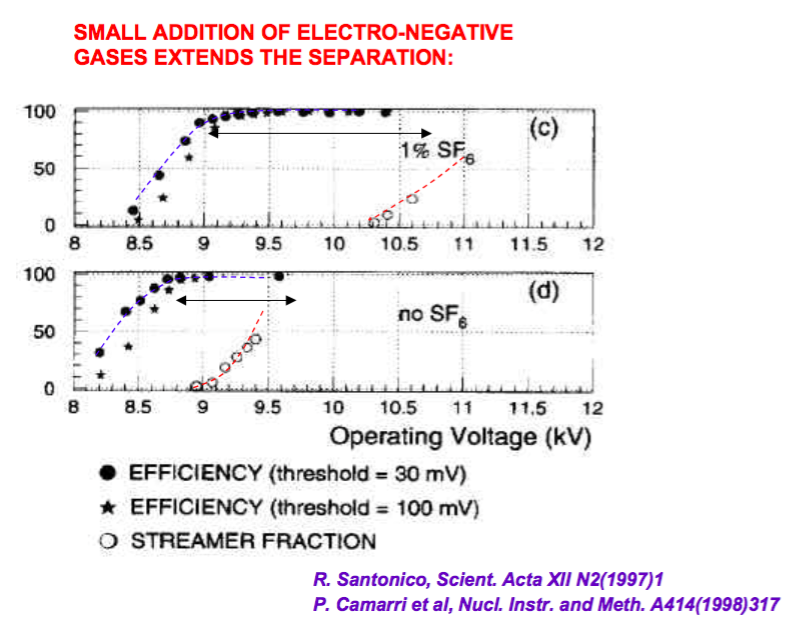 SMALL ADDITION OF ELECTRO-NEGATIVE
GASES EXTENDS THE SEPARATION:
100
(c)
1% SF6
50
0
8 8.5 9 9.5 10 10.5 11 11.5 12
100
(d)
no SF6
50
0
8 8.5 9 9.5 10 10.5 11 11.5 12
Operating Voltage (kV)
EFFICIENCY (threshold = 30 mV)
EFFICIENCY (threshold = 100 mV)
STREAMER FRACTION
R. Santonico, Scient. Acta XII N2(1997)1
P. Camarri et al, Nucl. Instr. and Meth. A414(1998)317